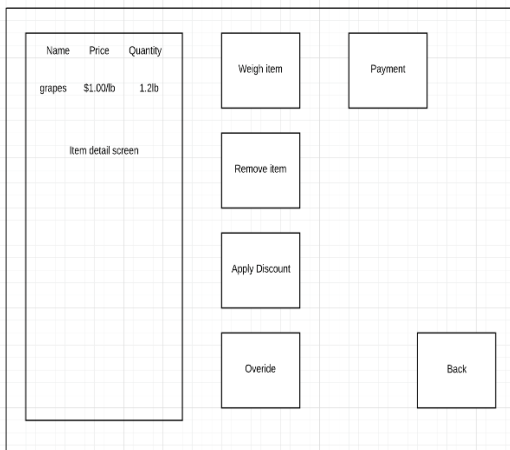 Name Price Quantity
grapes $1.00/lb 1.2lb
Item detail screen
Weigh item
Remove item
Apply Discount
Overide
Payment
Back